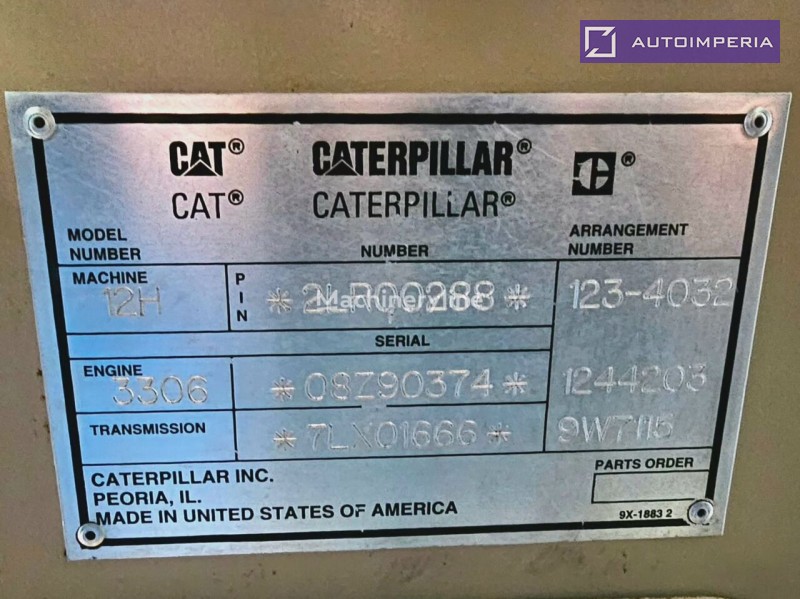 AUTOIMPERIA
CAT® CATERPILLAR® ®
CAT® CATERPILLAR®
MODEL NUMBER
NUMBER
ARRANGEMENT NUMBER
MACHINE
12H
PIN
*2LR00288*
123-4032
Machineryline
SERIAL
ENGINE
3306
*08Z90374*
1244203
TRANSMISSION
*7LX01666*
9W7115
CATERPILLAR INC.
PEORIA, IL.
MADE IN UNITED STATES OF AMERICA
PARTS ORDER
9X-1883 2